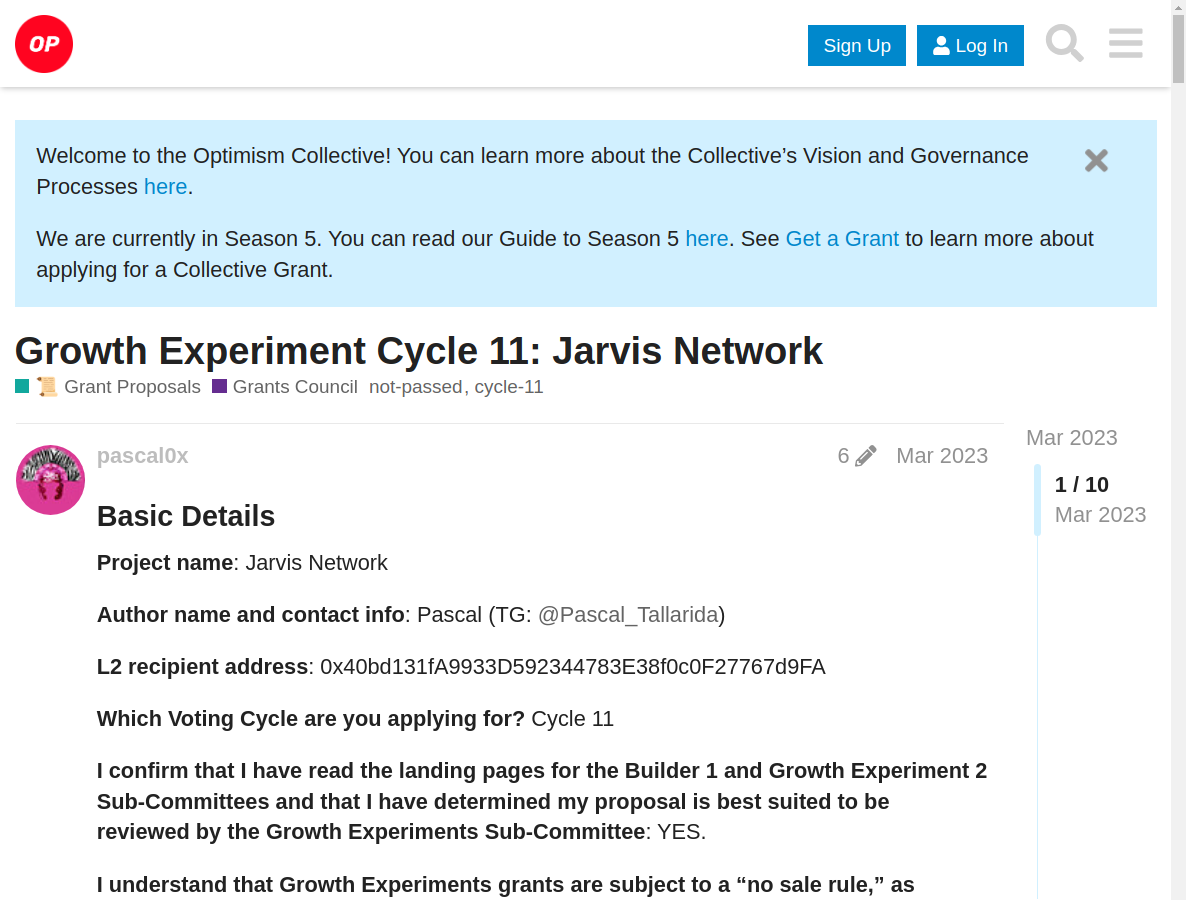 OP
Sign Up
Log In
Welcome to the Optimism Collective! You can learn more about the Collective’s Vision and Governance
Processes here.
We are currently in Season 5. You can read our Guide to Season 5 here. See Get a Grant to learn more about
applying for a Collective Grant.
Growth Experiment Cycle 11: Jarvis Network
Grant Proposals Grants Council not-passed, cycle-11
pascal0x
6
Mar 2023
Mar 2023
1 / 10
Mar 2023
Basic Details
Project name: Jarvis Network
Author name and contact info: Pascal (TG: @Pascal_Tallarida)
L2 recipient address: 0x40bd131fA9933D592344783E38f0c0F27767d9FA
Which Voting Cycle are you applying for? Cycle 11
I confirm that I have read the landing pages for the Builder 1 and Growth Experiment 2
Sub-Committees and that I have determined my proposal is best suited to be
reviewed by the Growth Experiments Sub-Committee: YES.
I understand that Growth Experiments grants are subject to a “no sale rule,” as